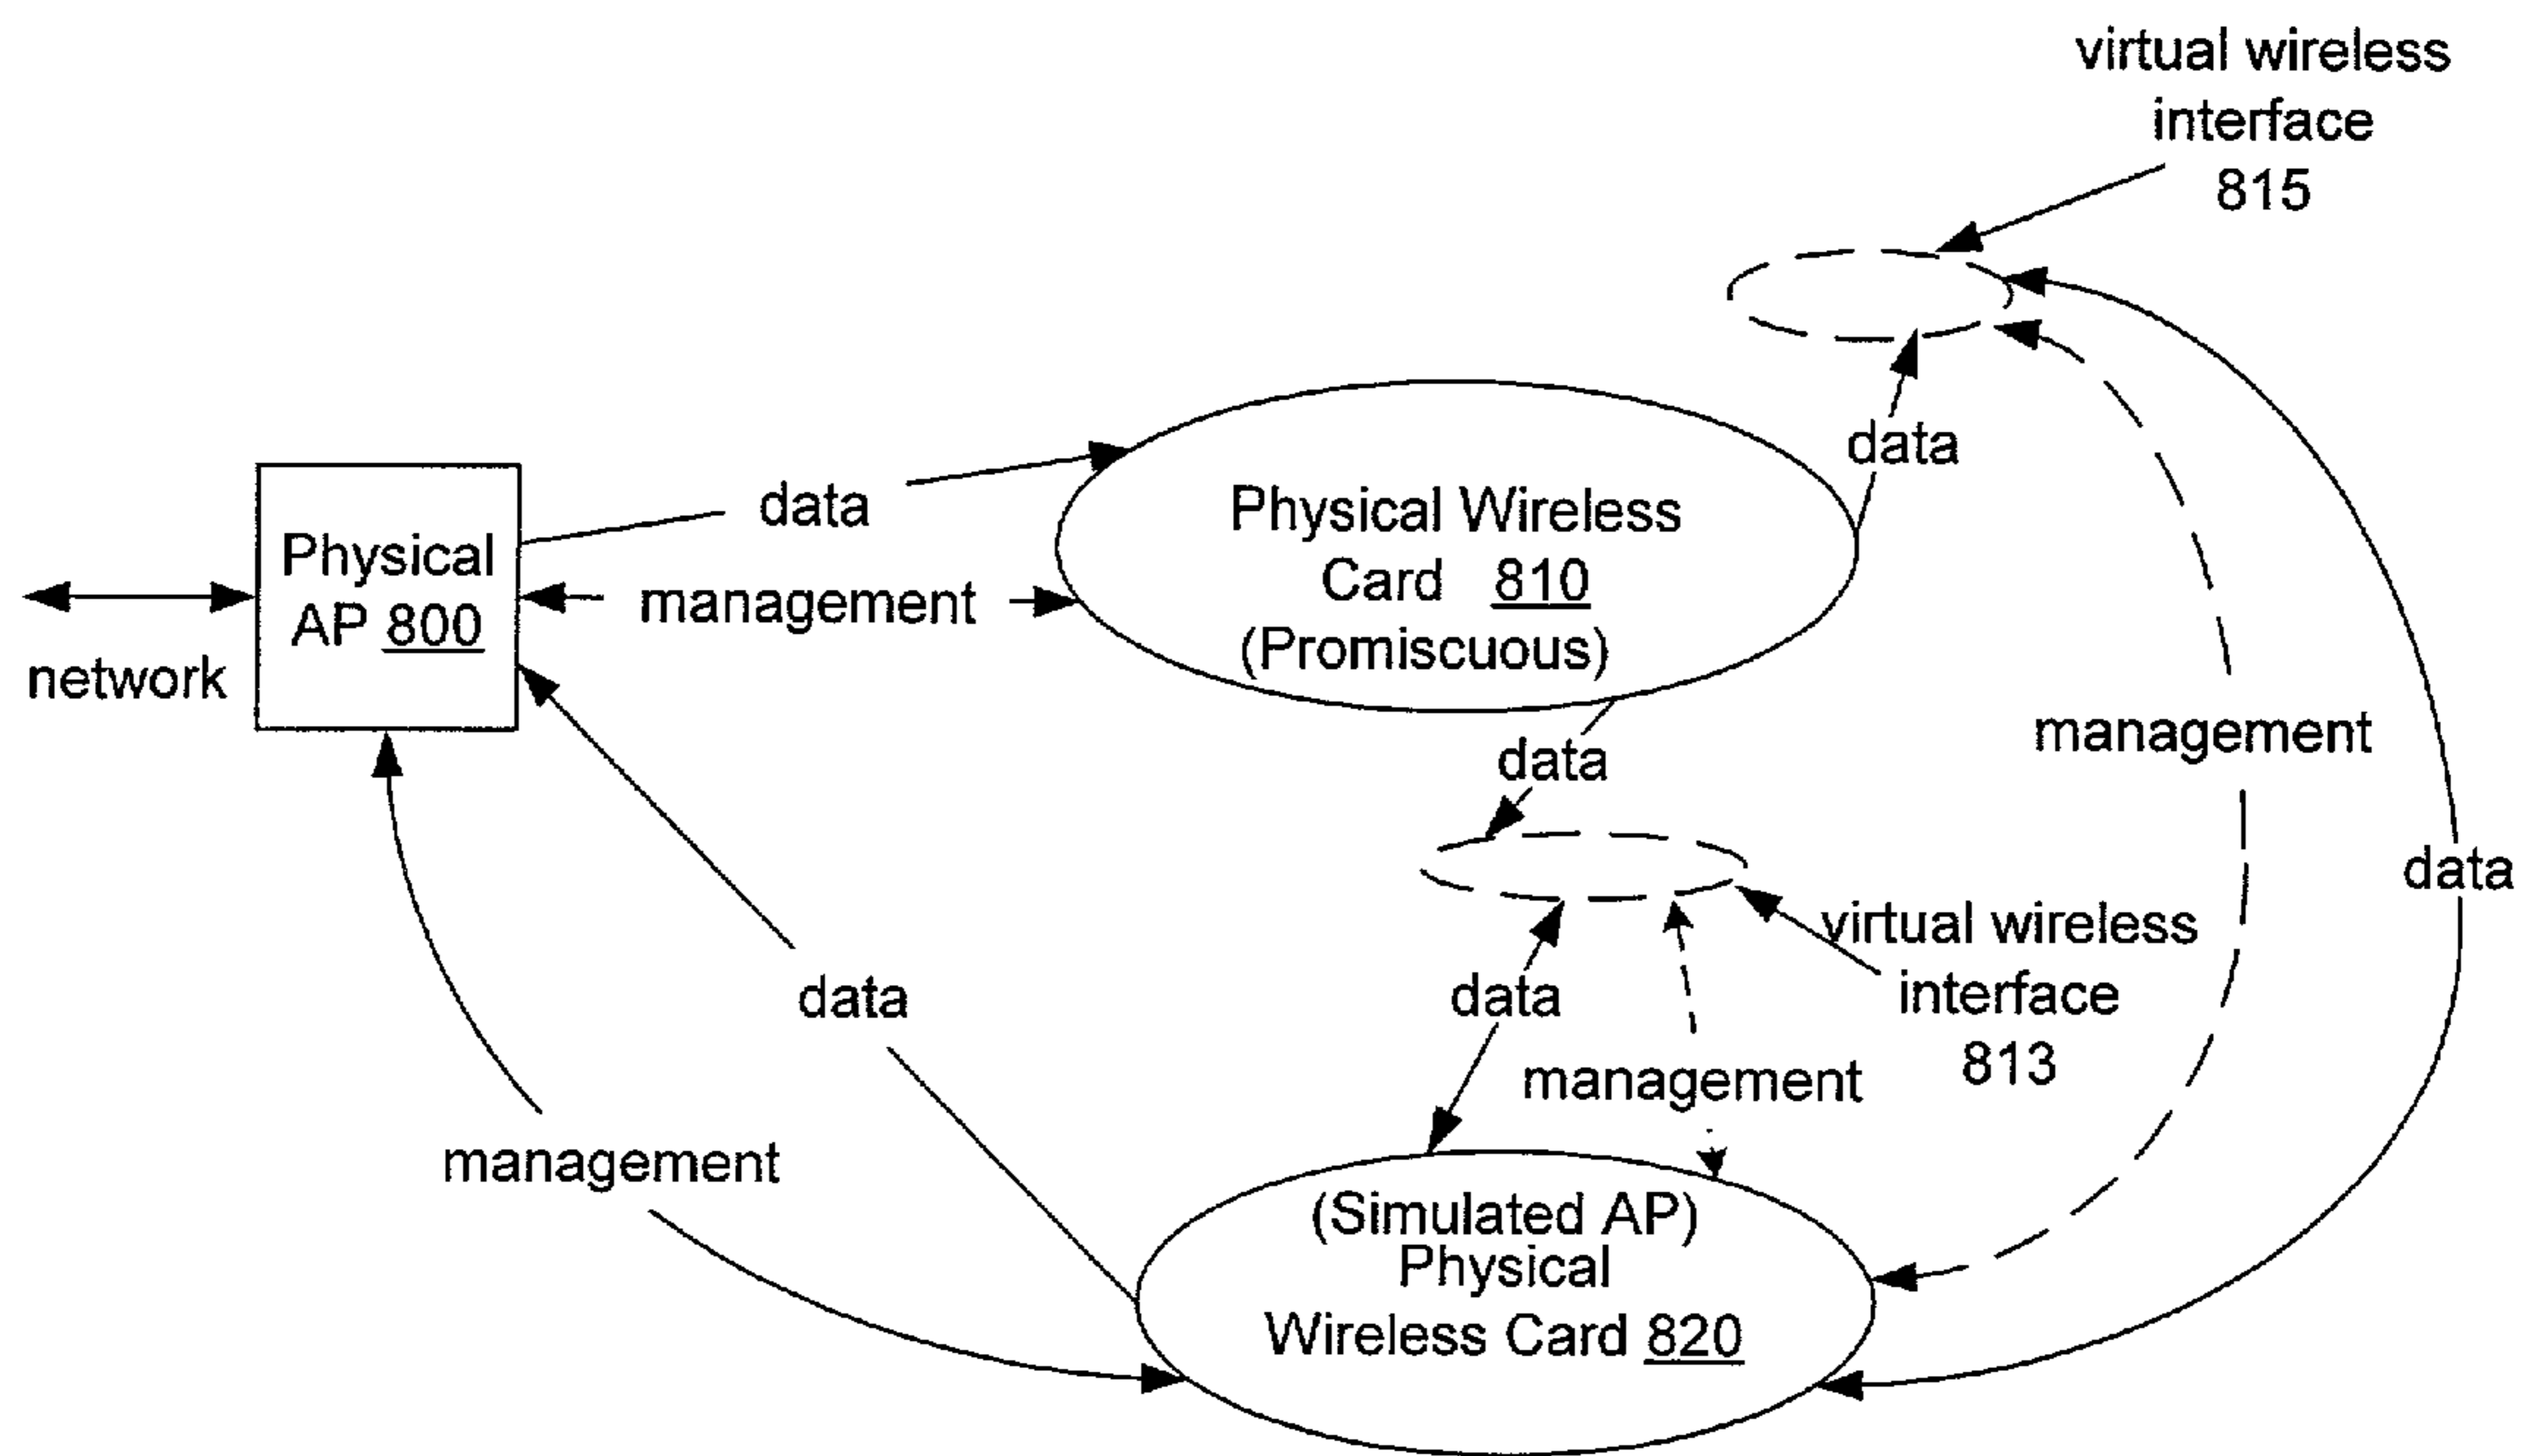 virtual wireless
interface
815
data
Physical Wireless
Card 810
(Promiscuous)
data
Physical
AP 800
management
network
management
data
data
virtual wireless
interface
813
data
data
management
management
(Simulated AP)
Physical
Wireless Card 820